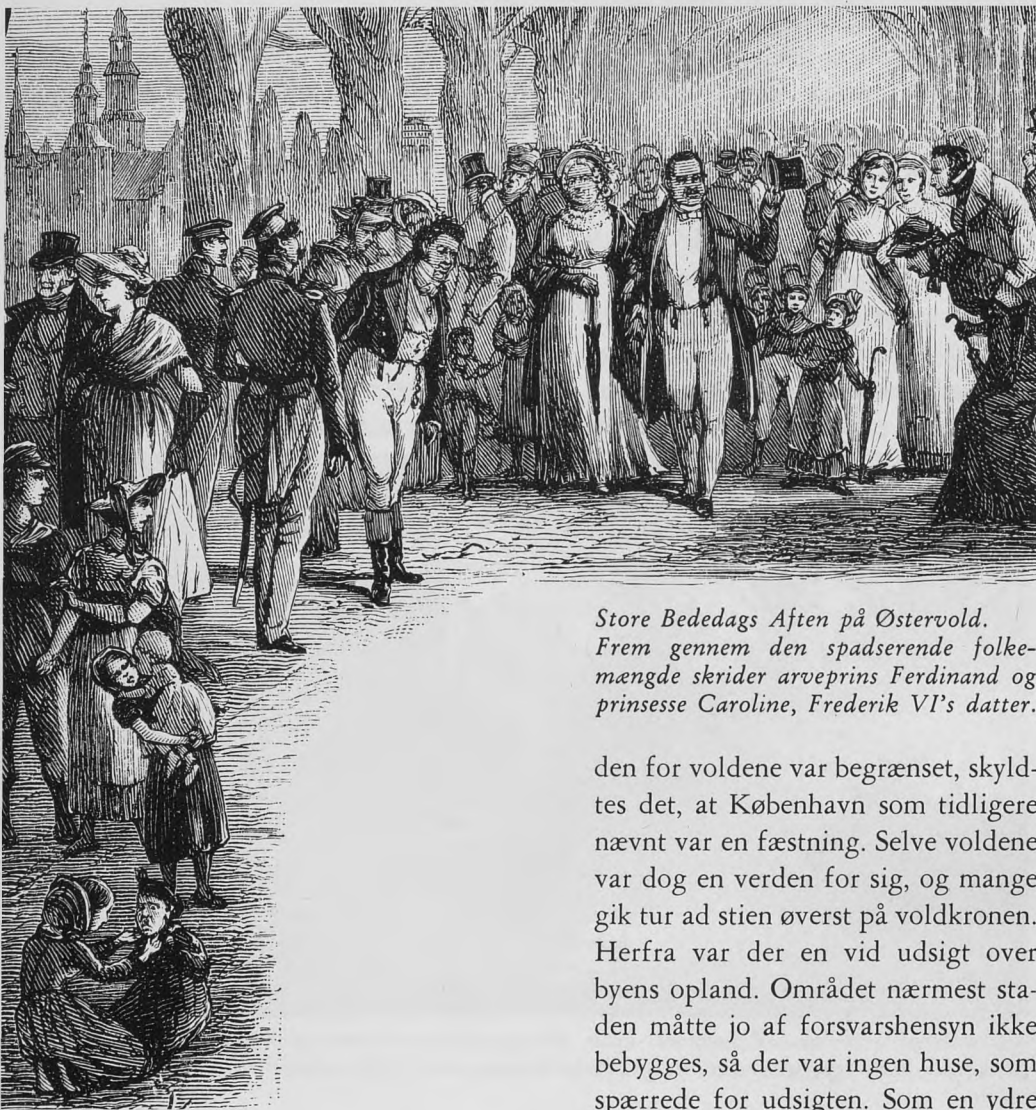 Store Bededags Aften på Østervold.
Frem gennem den spadserende folke-
mængde skrider arveprins Ferdinand og
prinsesse Caroline, Frederik VI's datter.
den for voldene var begrænset, skyld-
tes det, at København som tidligere
nævnt var en fæstning. Selve voldene
var dog en verden for sig, og mange
gik tur ad stien øverst på voldkronen.
Herfra var der en vid udsigt over
byens opland. Området nærmest sta-
den måtte jo af forsvarshensyn ikke
bebygges, så der var ingen huse, som
spærrede for udsigten. Som en ydre